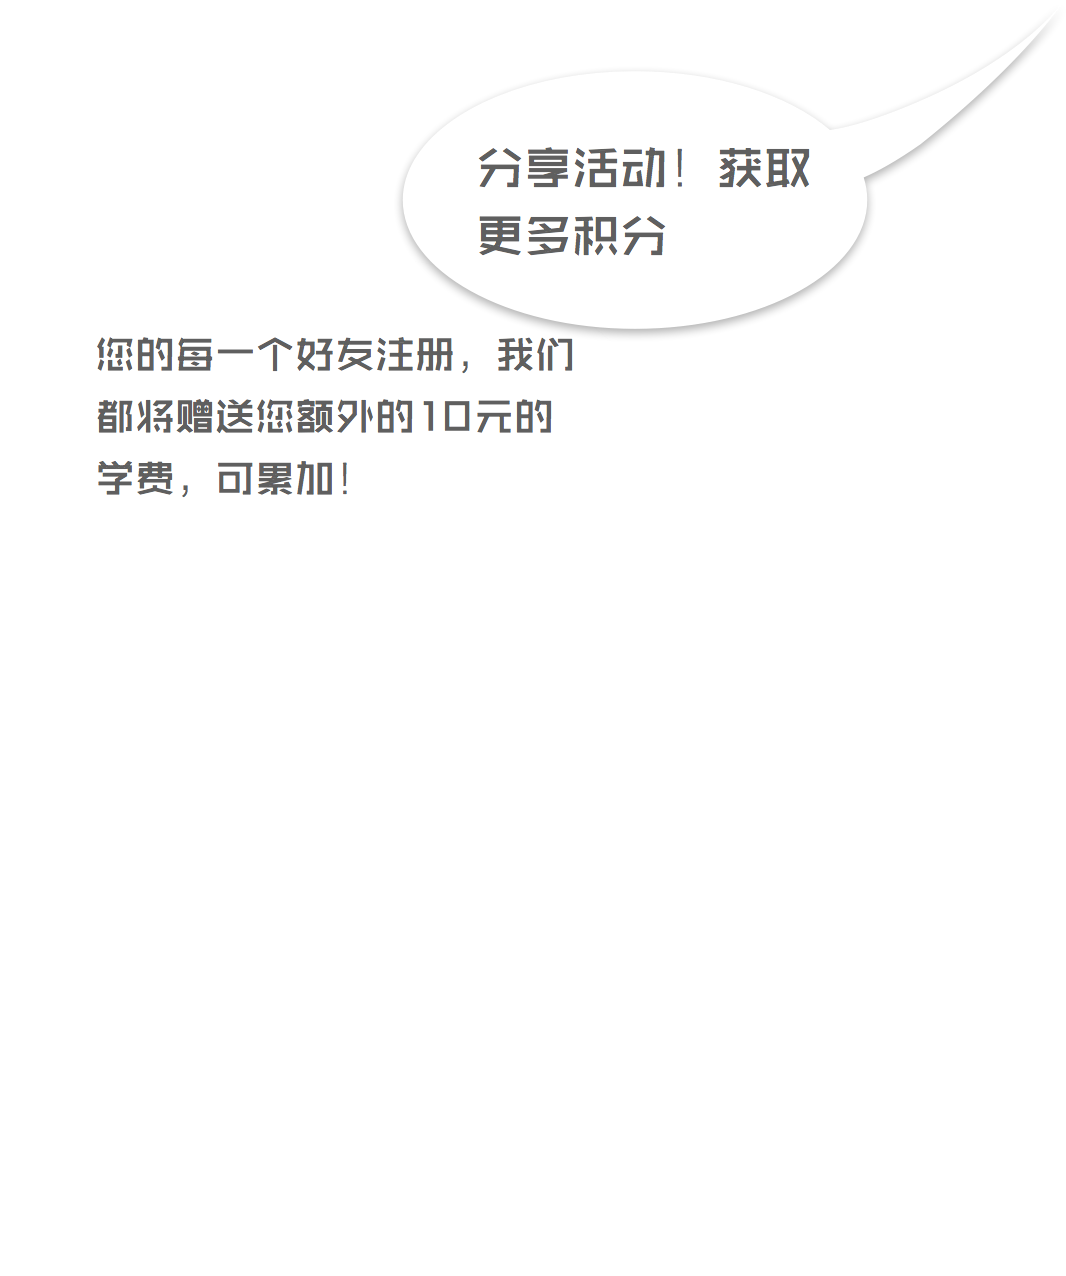 分享活动！获取
更多积分
您的每一个好友注册，我们
都将赠送您额外的10元的
学费，可累加！